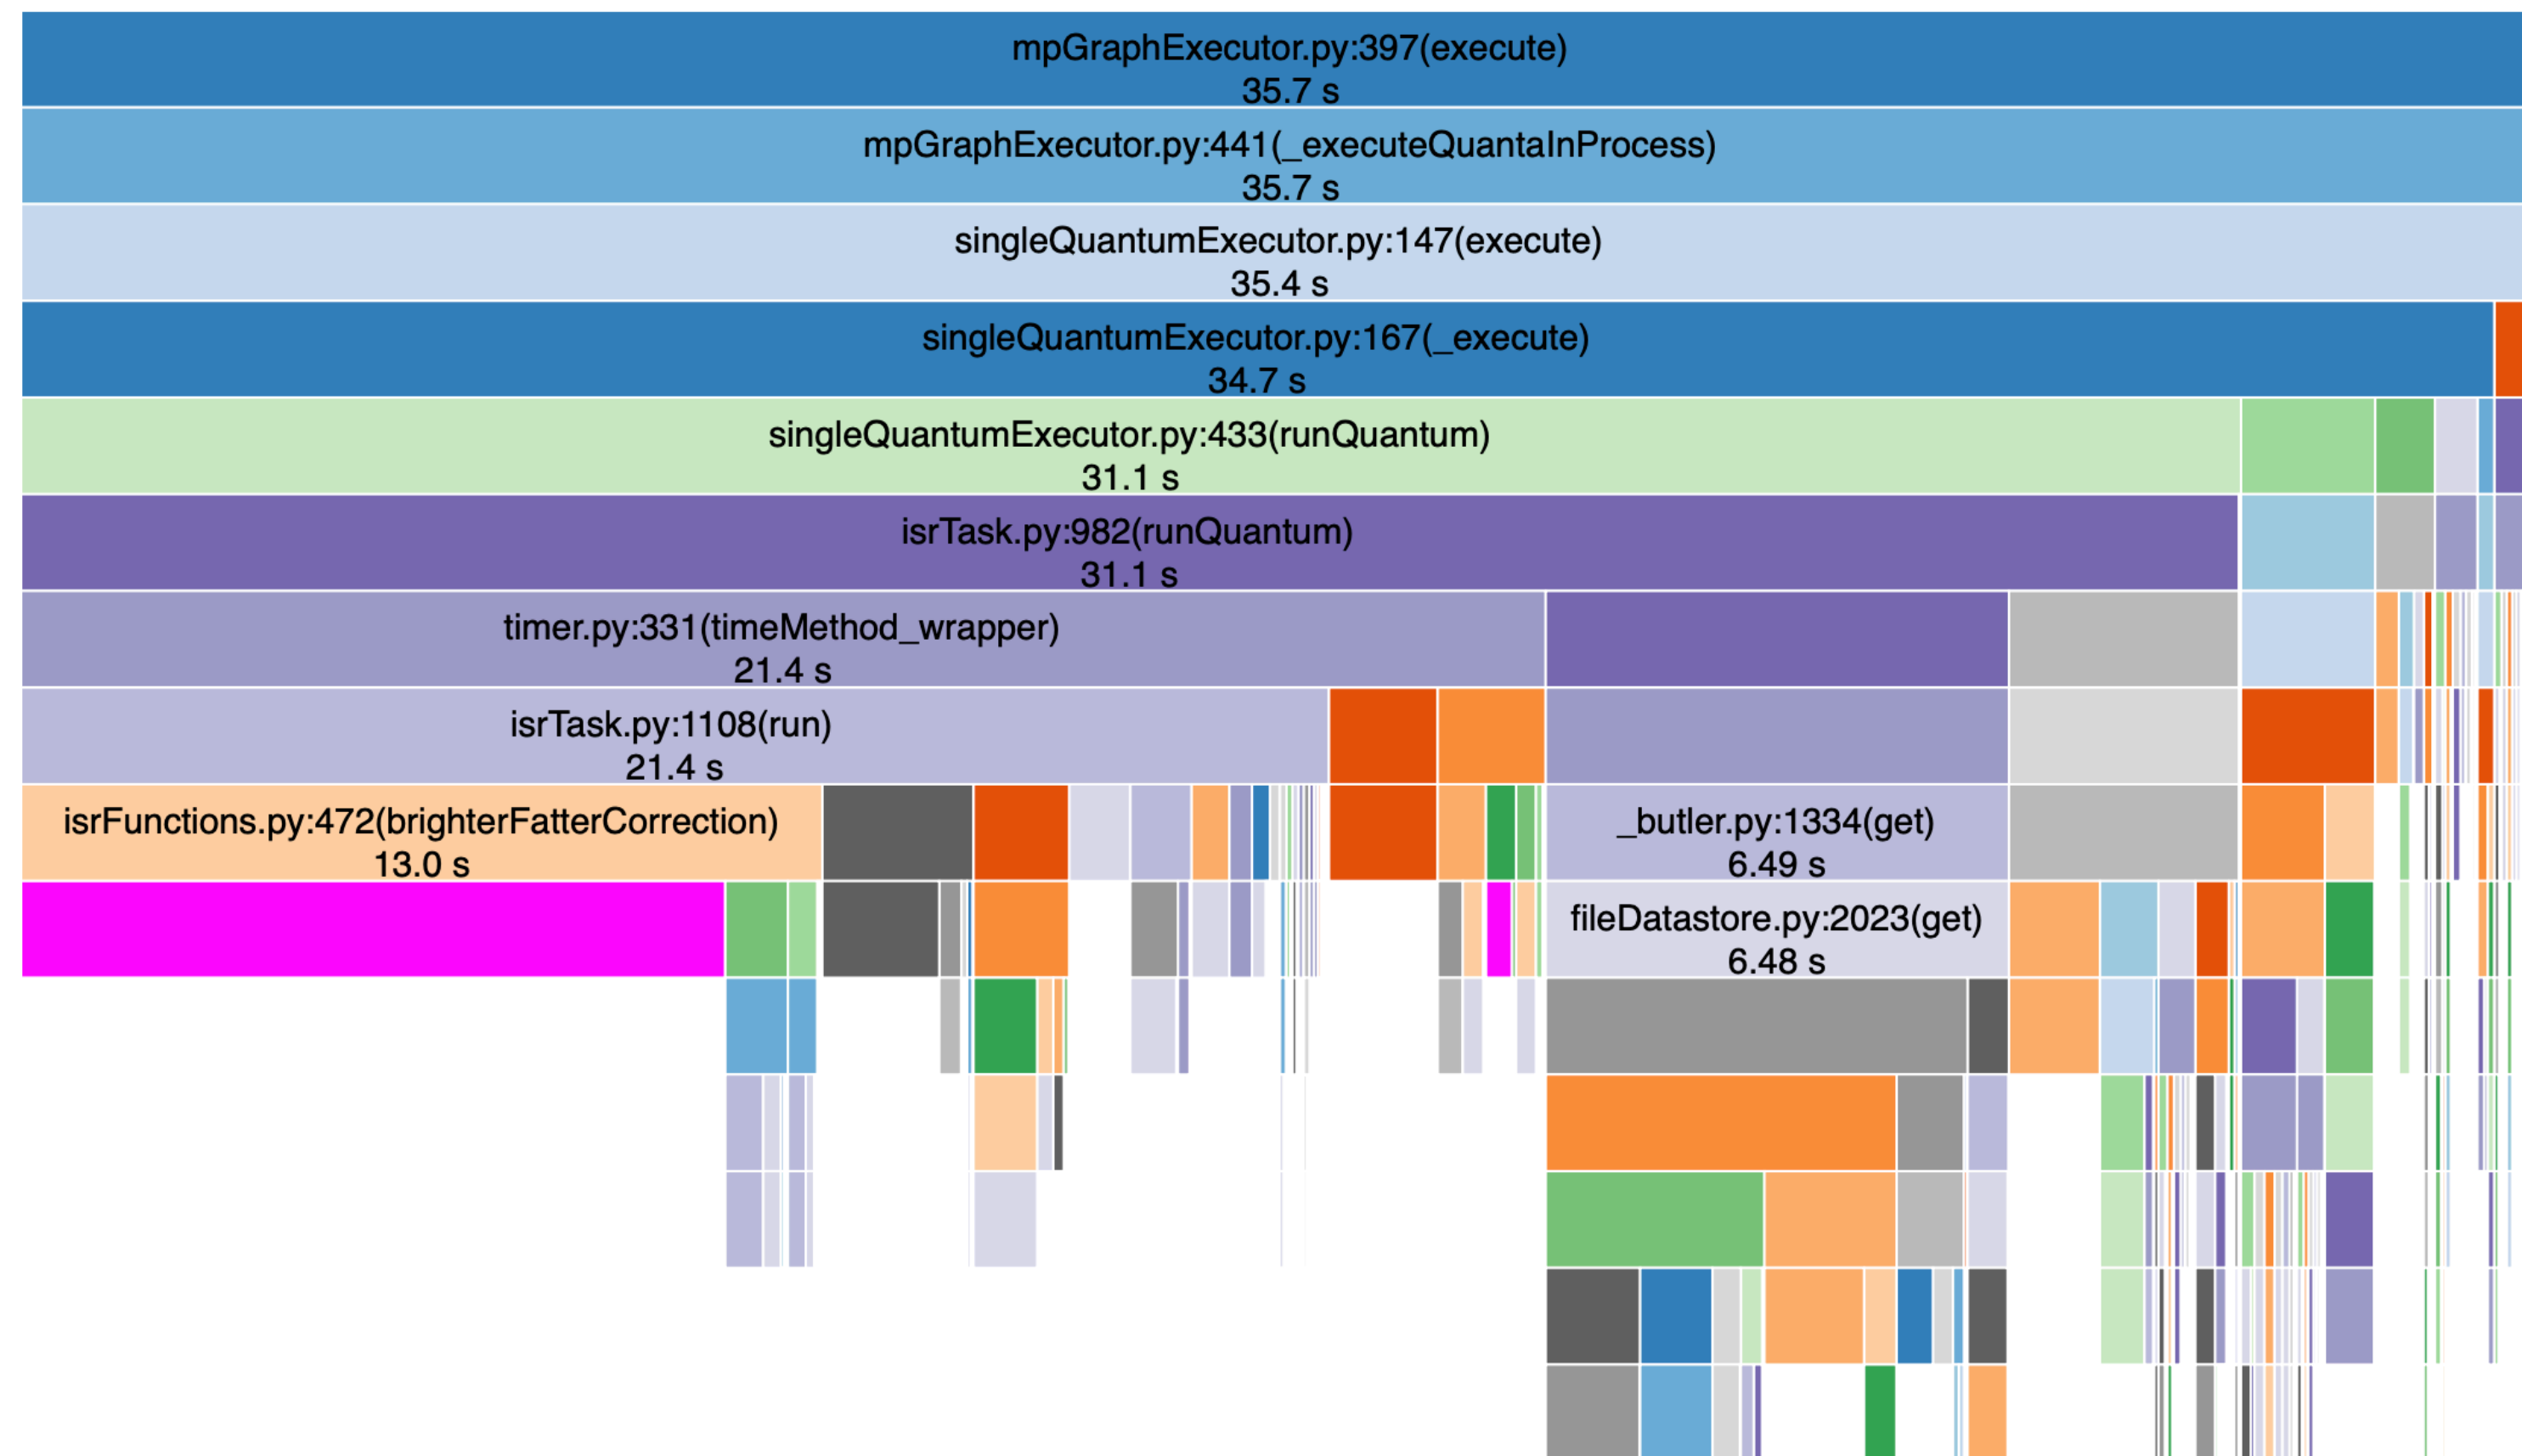 mpGraphExecutor.py:397(execute)
35.7 s
mpGraphExecutor.py:441(_executeQuantaInProcess)
35.7 s
singleQuantumExecutor.py:147(execute)
35.4 s
singleQuantumExecutor.py:167(_execute)
34.7 s
singleQuantumExecutor.py:433(runQuantum)
31.1 s
isrTask.py:982(runQuantum)
31.1 s
timer.py:331(timeMethod_wrapper)
21.4 s
isrTask.py:1108(run)
21.4 s
isrFunctions.py:472(brighterFatterCorrection)
13.0 s
_butler.py:1334(get)
6.49 s
fileDatastore.py:2023(get)
6.48 s